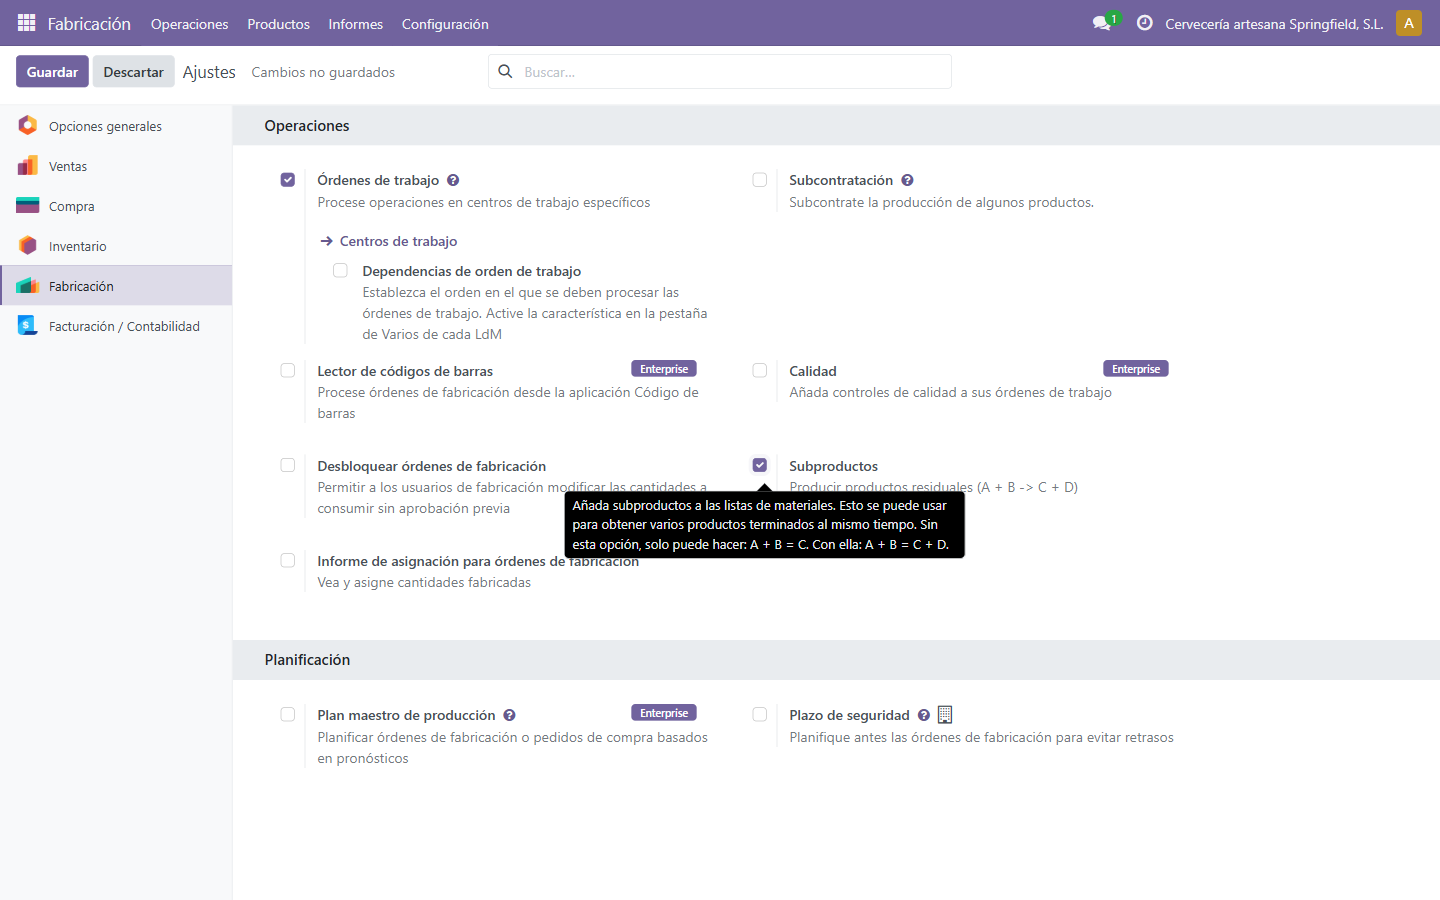 Fabricación
Operaciones
Productos
Informes
Configuración
1
Cervecería artesana Springfield, S.L.
A
Guardar
Descartar
Ajustes
Cambios no guardados
Buscar...
Opciones generales
Ventas
Compra
Inventario
Fabricación
Facturación / Contabilidad
Operaciones
Órdenes de trabajo ?
Procese operaciones en centros de trabajo específicos
Centros de trabajo
Dependencias de orden de trabajo
Establezca el orden en el que se deben procesar las
órdenes de trabajo. Active la característica en la pestaña
de Varios de cada LdM
Subcontratación ?
Subcontrate la producción de algunos productos.
Lector de códigos de barras
Enterprise
Procese órdenes de fabricación desde la aplicación Código de
barras
Calidad
Enterprise
Añada controles de calidad a sus órdenes de trabajo
Desbloquear órdenes de fabricación
Permitir a los usuarios de fabricación modificar las cantidades a
consumir sin aprobación previa
Subproductos
Producir productos residuales (A + B -> C + D)
Añada subproductos a las listas de materiales. Esto se puede usar
para obtener varios productos terminados al mismo tiempo. Sin
esta opción, solo puede hacer: A + B = C. Con ella: A + B = C + D.
Informe de asignación para órdenes de fabricación
Vea y asigne cantidades fabricadas
Planificación
Plan maestro de producción ?
Enterprise
Planificar órdenes de fabricación o pedidos de compra basados
en pronósticos
Plazo de seguridad ?
Planifique antes las órdenes de fabricación para evitar retrasos